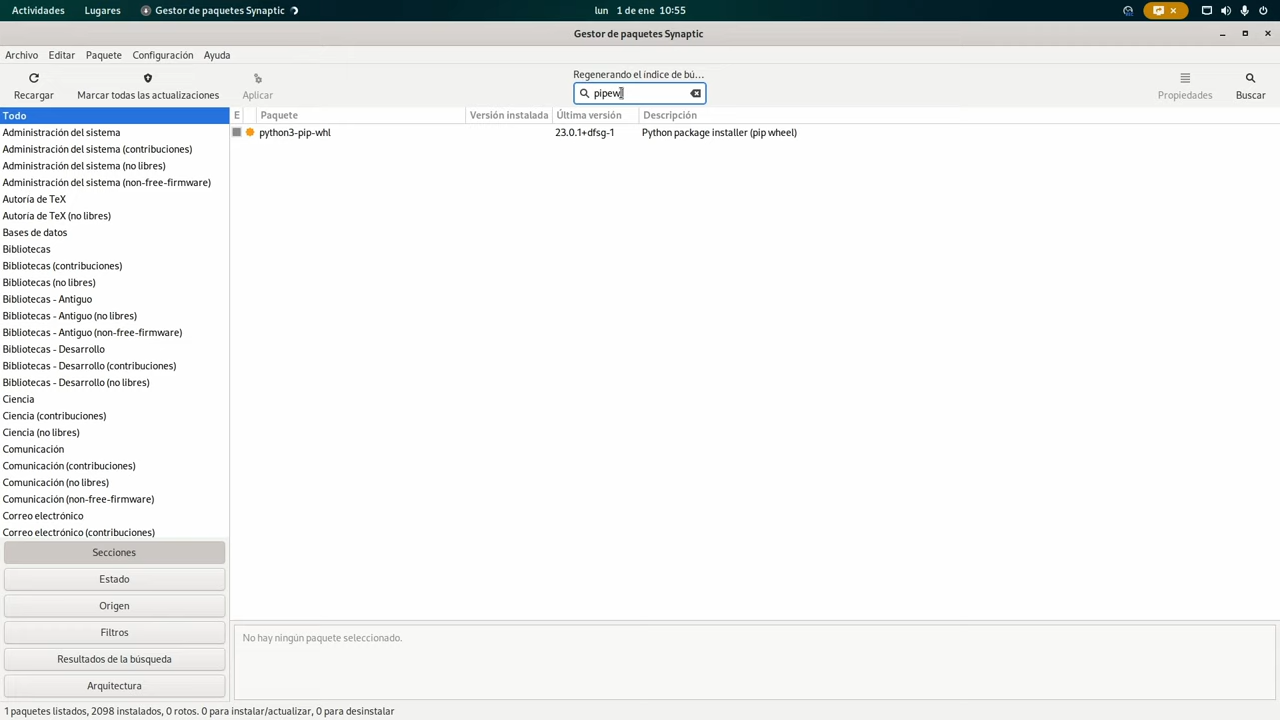 Actividades Lugares Gestor de paquetes Synaptic lun 1 de ene 10:55
Gestor de paquetes Synaptic
Archivo Editar Paquete Configuración Ayuda
Recargar Marcar todas las actualizaciones Aplicar Regenerando el índice de bú... Propiedades Buscar
pipew
Todo
Administración del sistema
Administración del sistema (contribuciones)
Administración del sistema (no libres)
Administración del sistema (non-free-firmware)
Autoría de TeX
Autoría de TeX (no libres)
Bases de datos
Bibliotecas
Bibliotecas (contribuciones)
Bibliotecas (no libres)
Bibliotecas - Antiguo
Bibliotecas - Antiguo (no libres)
Bibliotecas - Antiguo (non-free-firmware)
Bibliotecas - Desarrollo
Bibliotecas - Desarrollo (contribuciones)
Bibliotecas - Desarrollo (no libres)
Ciencia
Ciencia (contribuciones)
Ciencia (no libres)
Comunicación
Comunicación (contribuciones)
Comunicación (no libres)
Comunicación (non-free-firmware)
Correo electrónico
Correo electrónico (contribuciones)
Secciones
Estado
Origen
Filtros
Resultados de la búsqueda
Arquitectura
E Paquete Versión instalada Última versión Descripción
python3-pip-whl 23.0.1+dfsg-1 Python package installer (pip wheel)
No hay ningún paquete seleccionado.
1 paquetes listados, 2098 instalados, 0 rotos. 0 para instalar/actualizar, 0 para desinstalar